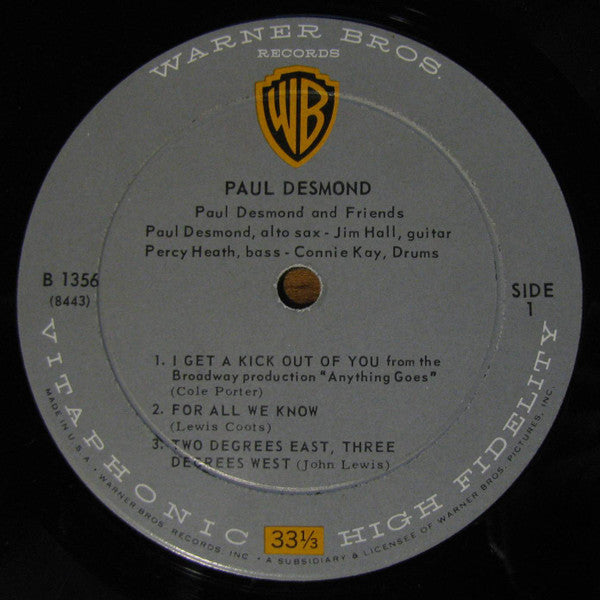 WARNER BROS.
RECORDS
WB
PAUL DESMOND
Paul Desmond and Friends
Paul Desmond, alto sax - Jim Hall, guitar
Percy Heath, bass - Connie Kay, Drums
B 1356
(8443)
SIDE
1
1. I GET A KICK OUT OF YOU from the
Broadway production "Anything Goes"
(Cole Porter)
2. FOR ALL WE KNOW
(Lewis Coots)
3. TWO DEGREES EAST, THREE
DEGREES WEST (John Lewis)
VITAPHONIC HIGH FIDELITY
33⅓
MADE IN U.S.A. • WARNER BROS. RECORDS, INC. • A SUBSIDIARY & LICENSEE OF WARNER BROS. PICTURES, INC.